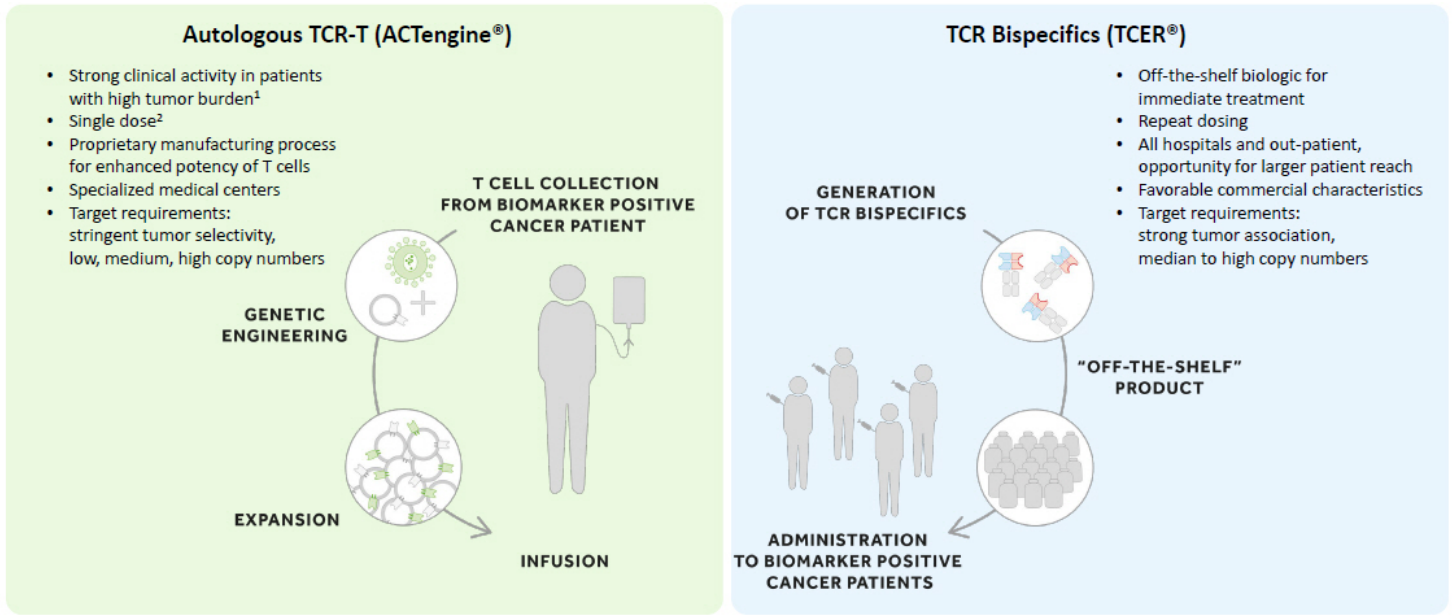 Autologous TCR-T (ACTengine®)
• Strong clinical activity in patients
with high tumor burden¹
• Single dose²
• Proprietary manufacturing process
for enhanced potency of T cells
• Specialized medical centers
• Target requirements:
stringent tumor selectivity,
low, medium, high copy numbers
T CELL COLLECTION
FROM BIOMARKER POSITIVE
CANCER PATIENT
GENETIC
ENGINEERING
EXPANSION
INFUSION
TCR Bispecifics (TCER®)
• Off-the-shelf biologic for
immediate treatment
• Repeat dosing
• All hospitals and out-patient,
opportunity for larger patient reach
• Favorable commercial characteristics
• Target requirements:
strong tumor association,
median to high copy numbers
GENERATION
OF TCR BISPECIFICS
“OFF-THE-SHELF”
PRODUCT
ADMINISTRATION
TO BIOMARKER POSITIVE
CANCER PATIENTS